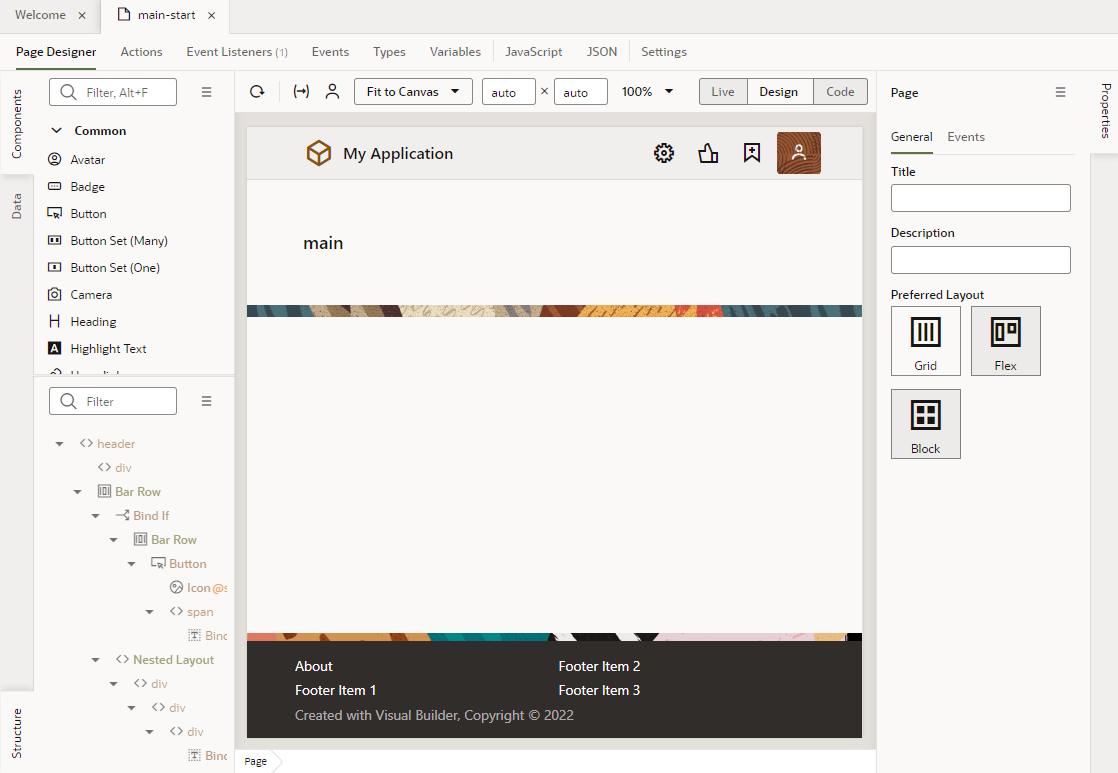 Welcome
main-start
Page Designer
Actions
Event Listeners (1)
Events
Types
Variables
JavaScript
JSON
Settings
Components
Data
Structure
Filter, Alt+F
Common
Avatar
Badge
Button
Button Set (Many)
Button Set (One)
Camera
Heading
Highlight Text
Filter
header
div
Bar Row
Bind If
Bar Row
Button
Icon
span
Bind
Nested Layout
div
div
div
Bind
Fit to Canvas
auto
×
auto
100%
Live
Design
Code
My Application
main
About
Footer Item 2
Footer Item 1
Footer Item 3
Created with Visual Builder, Copyright © 2022
Page
Page
General
Events
Title
Description
Preferred Layout
Grid
Flex
Block
Properties